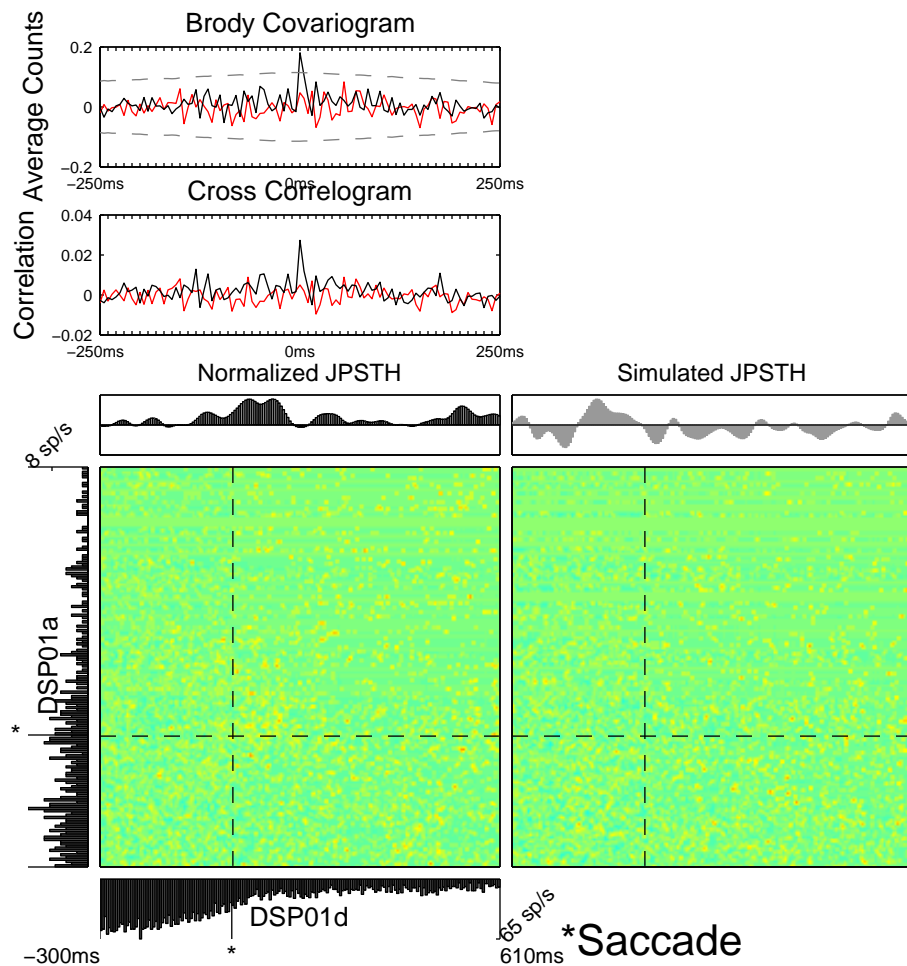 Brody Covariogram
0.2
0
−0.2
Average Counts
−250ms
0ms
250ms
Cross Correlogram
0.04
0.02
0
−0.02
Correlation
−250ms
0ms
250ms
Normalized JPSTH
Simulated JPSTH
8 sp/s
DSP01a
*
DSP01d
65 sp/s
*
−300ms
610ms
*Saccade